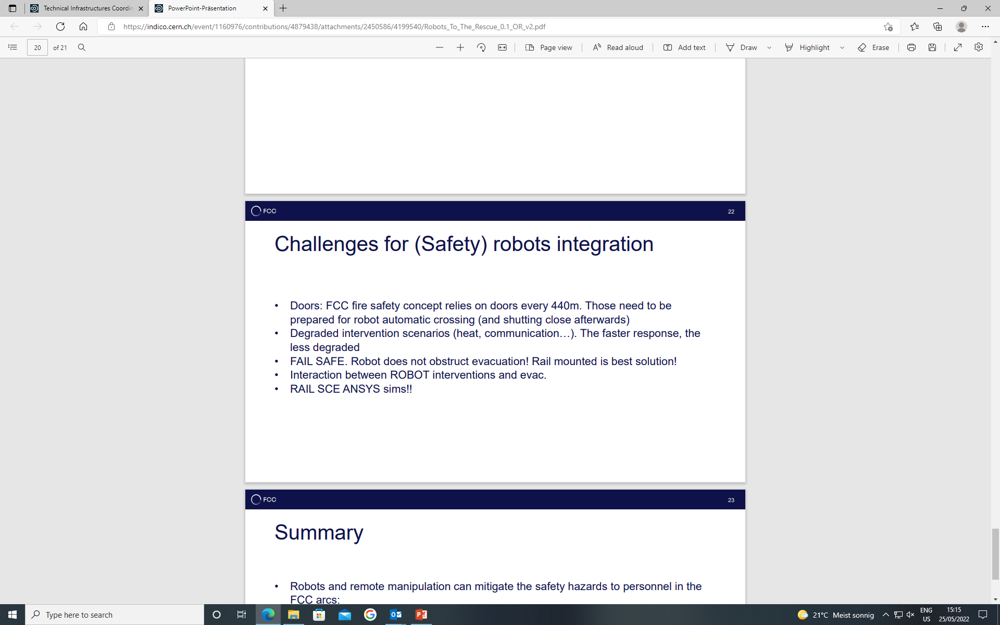 Technical Infrastructures Coordin
PowerPoint-Präsentation
https://indico.cern.ch/event/1160976/contributions/4879438/attachments/2450586/4199540/Robots_To_The_Rescue_0.1_OR_v2.pdf
20 of 21
Page view
Read aloud
Add text
Draw
Highlight
Erase
FCC
22
Challenges for (Safety) robots integration
• Doors: FCC fire safety concept relies on doors every 440m. Those need to be
prepared for robot automatic crossing (and shutting close afterwards)
• Degraded intervention scenarios (heat, communication…). The faster response, the
less degraded
• FAIL SAFE. Robot does not obstruct evacuation! Rail mounted is best solution!
• Interaction between ROBOT interventions and evac.
• RAIL SCE ANSYS sims!!
FCC
23
Summary
• Robots and remote manipulation can mitigate the safety hazards to personnel in the
FCC arcs:
Type here to search
21°C Meist sonnig
ENG
US
15:15
25/05/2022